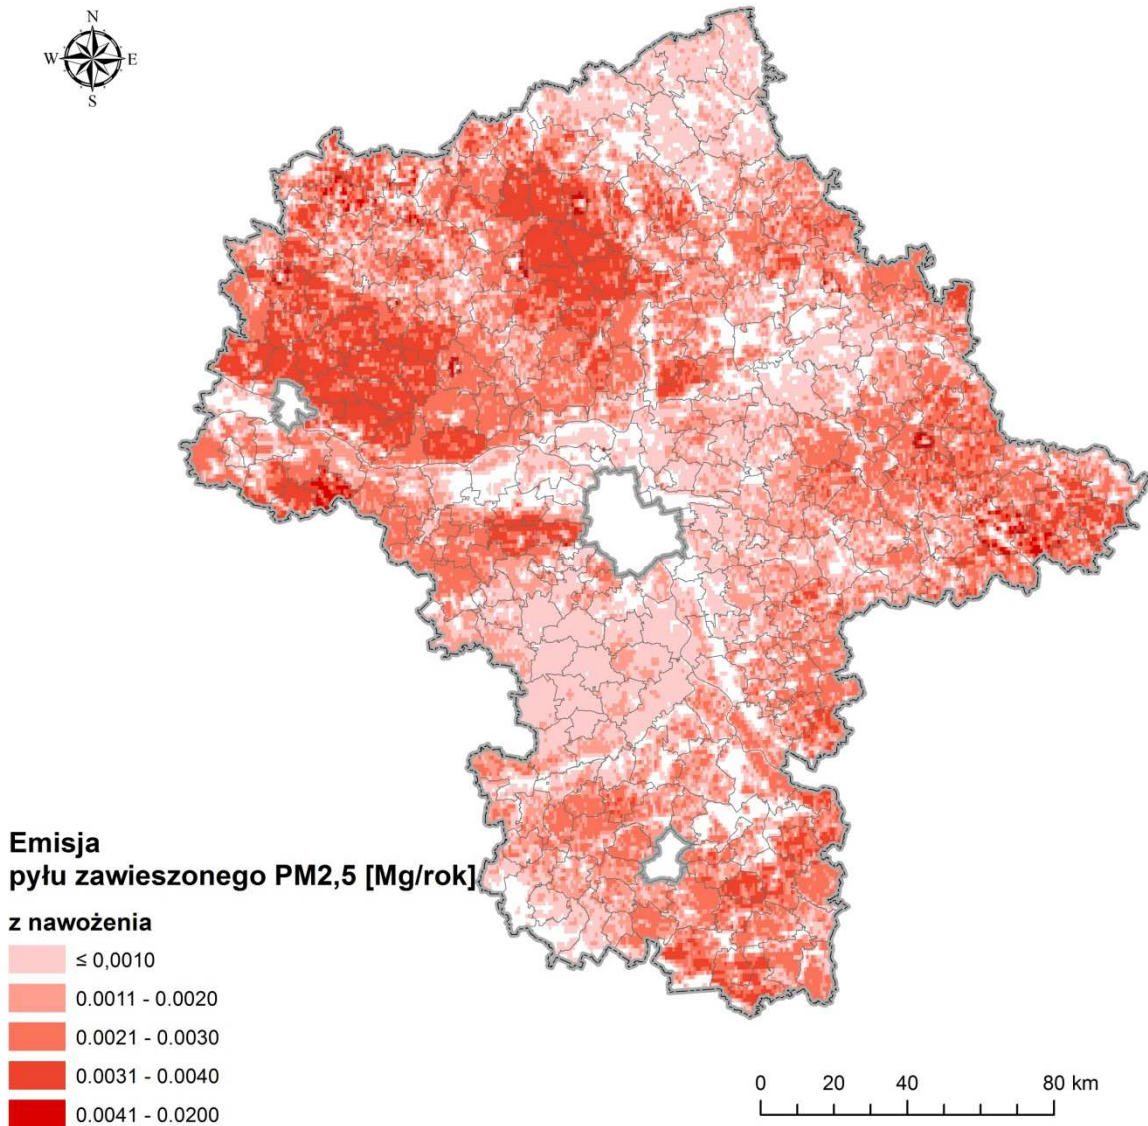 N
W E
S
Emisja
pyłu zawieszonego PM2,5 [Mg/rok]
z nawożenia
≤ 0,0010
0.0011 - 0.0020
0.0021 - 0.0030
0.0031 - 0.0040
0.0041 - 0.0200
0 20 40 80 km